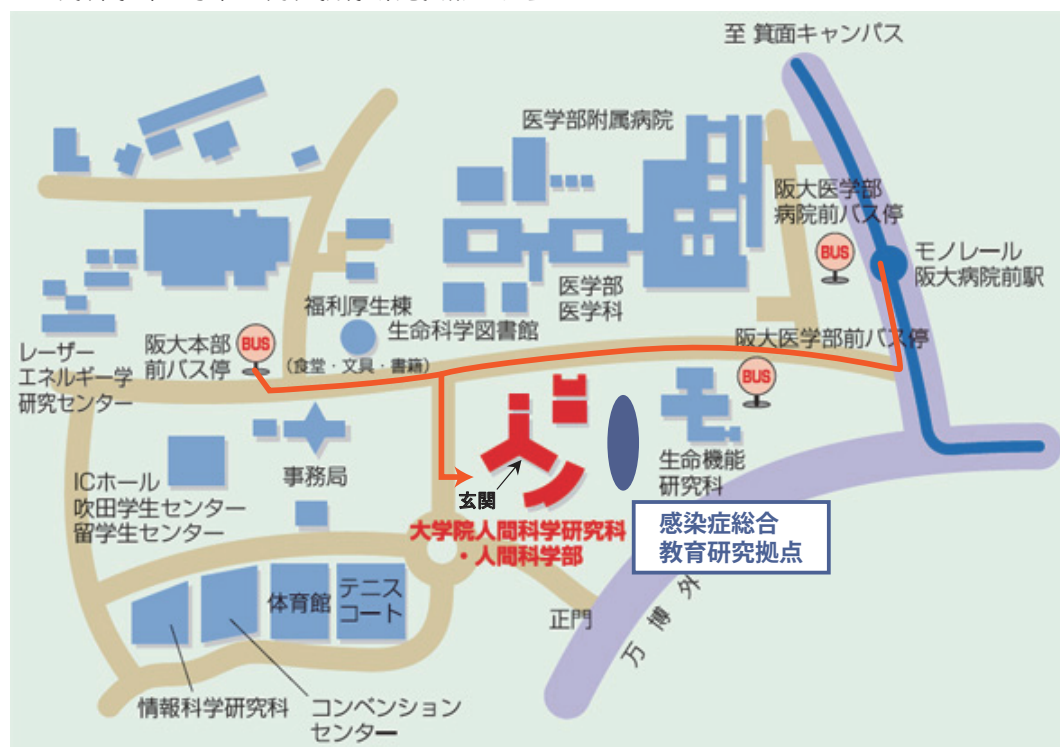 至 箕面キャンパス
医学部附属病院
阪大医学部
病院前バス停
BUS
モノレール
阪大病院前駅
医学部
医学科
福利厚生棟
生命科学図書館
阪大医学部前バス停
BUS
レーザー
エネルギー学
研究センター
阪大本部
前バス停
BUS
(食堂・文具・書籍)
事務局
ICホール
吹田学生センター
留学生センター
玄関
大学院人間科学研究科
・人間科学部
生命機能
研究科
感染症総合
教育研究拠点
体育館
テニス
コート
正門
万博外
情報科学研究科
コンベンション
センター